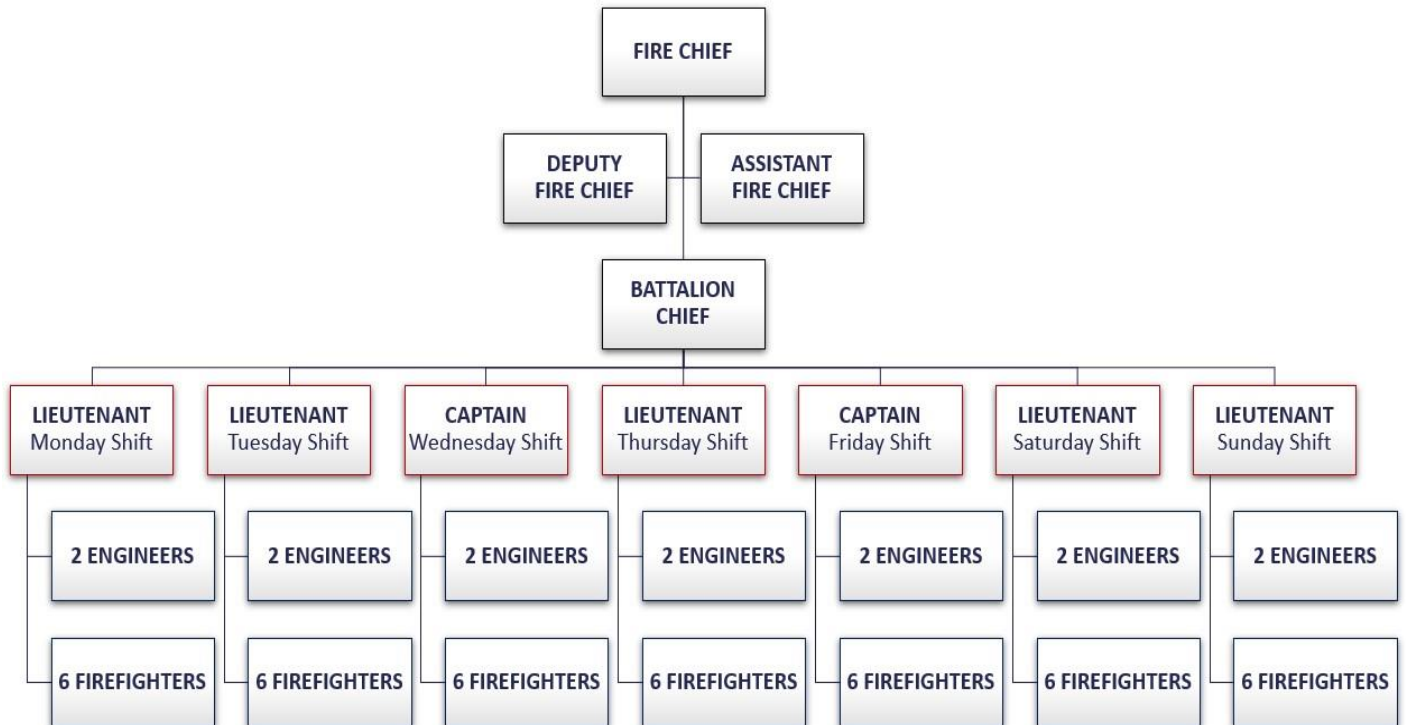 FIRE CHIEF
DEPUTY
FIRE CHIEF
ASSISTANT
FIRE CHIEF
BATTALION
CHIEF
LIEUTENANT
Monday Shift
LIEUTENANT
Tuesday Shift
CAPTAIN
Wednesday Shift
LIEUTENANT
Thursday Shift
CAPTAIN
Friday Shift
LIEUTENANT
Saturday Shift
LIEUTENANT
Sunday Shift
2 ENGINEERS
2 ENGINEERS
2 ENGINEERS
2 ENGINEERS
2 ENGINEERS
2 ENGINEERS
2 ENGINEERS
6 FIREFIGHTERS
6 FIREFIGHTERS
6 FIREFIGHTERS
6 FIREFIGHTERS
6 FIREFIGHTERS
6 FIREFIGHTERS
6 FIREFIGHTERS